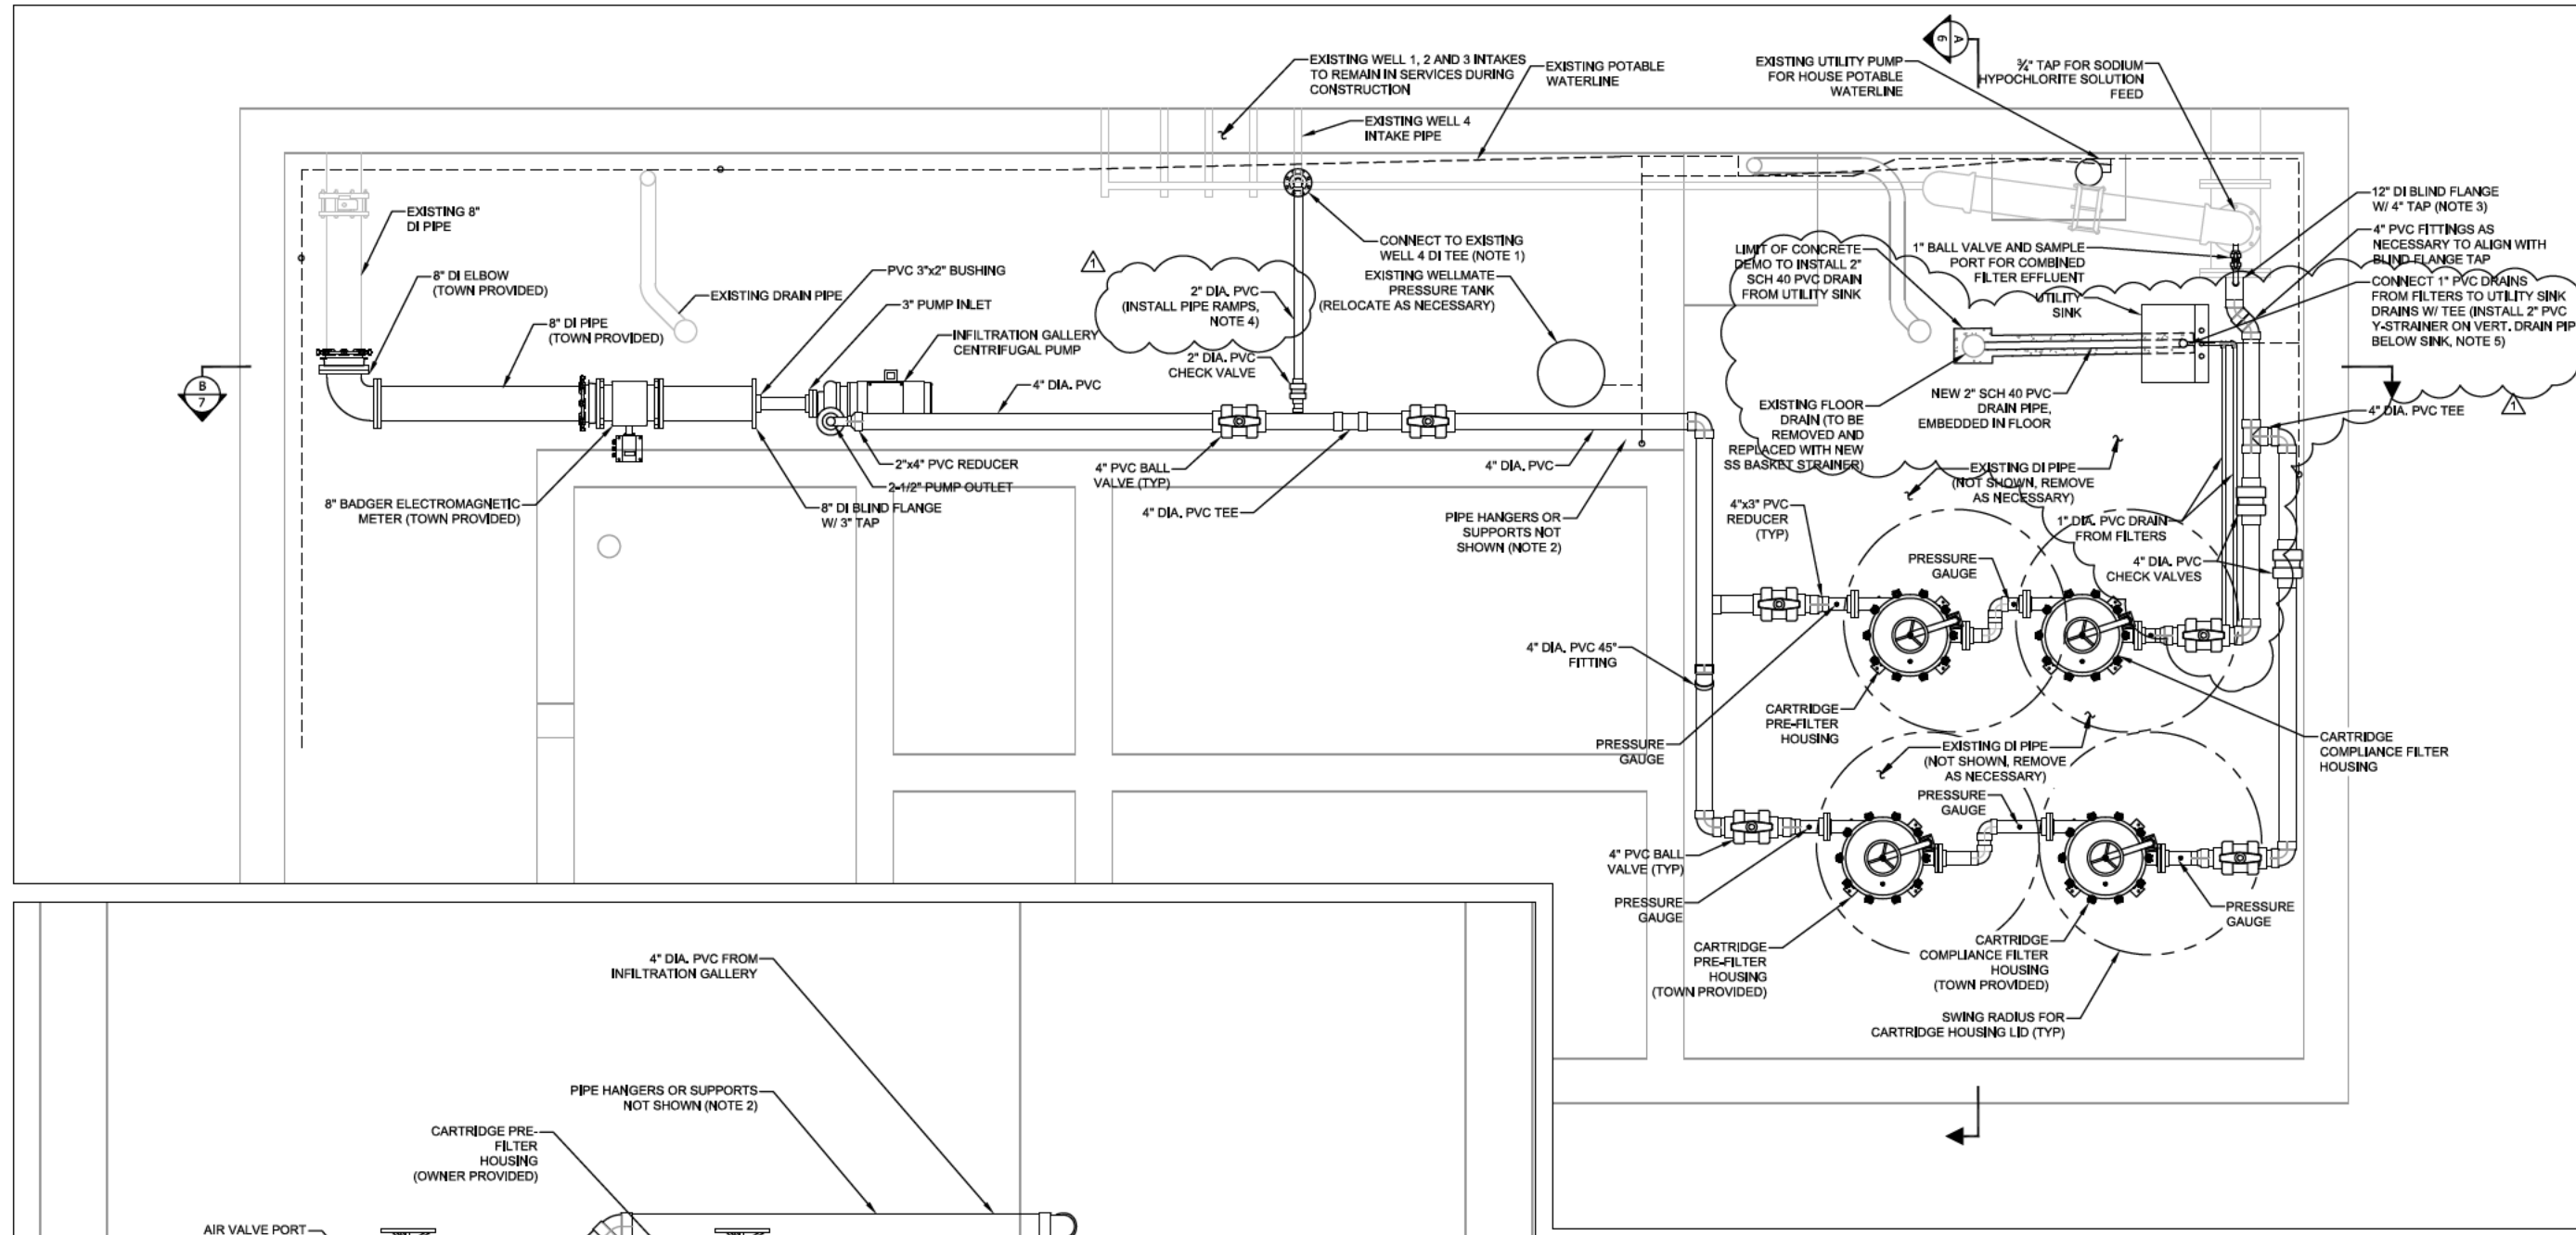 EXISTING WELL 1, 2 AND 3 INTAKES
TO REMAIN IN SERVICES DURING
CONSTRUCTION
EXISTING POTABLE
WATERLINE
EXISTING WELL 4
INTAKE PIPE
EXISTING UTILITY PUMP
FOR HOUSE POTABLE
WATERLINE
A
6
¾" TAP FOR SODIUM
HYPOCHLORITE SOLUTION
FEED
12" DI BLIND FLANGE
W/ 4" TAP (NOTE 3)
4" PVC FITTINGS AS
NECESSARY TO ALIGN WITH
BLIND FLANGE TAP
CONNECT 1" PVC DRAINS
FROM FILTERS TO UTILITY SINK
DRAINS W/ TEE (INSTALL 2" PVC
Y-STRAINER ON VERT. DRAIN PIP
BELOW SINK, NOTE 5)
EXISTING 8"
DI PIPE
8" DI ELBOW
(TOWN PROVIDED)
8" DI PIPE
(TOWN PROVIDED)
EXISTING DRAIN PIPE
PVC 3"x2" BUSHING
3" PUMP INLET
INFILTRATION GALLERY
CENTRIFUGAL PUMP
4" DIA. PVC
1
2" DIA. PVC
(INSTALL PIPE RAMPS,
NOTE 4)
2" DIA. PVC
CHECK VALVE
CONNECT TO EXISTING
WELL 4 DI TEE (NOTE 1)
EXISTING WELLMATE
PRESSURE TANK
(RELOCATE AS NECESSARY)
LIMIT OF CONCRETE
DEMO TO INSTALL 2"
SCH 40 PVC DRAIN
FROM UTILITY SINK
1" BALL VALVE AND SAMPLE
PORT FOR COMBINED
FILTER EFFLUENT
UTILITY
SINK
B
7
EXISTING FLOOR
DRAIN (TO BE
REMOVED AND
REPLACED WITH NEW
SS BASKET STRAINER)
NEW 2" SCH 40 PVC
DRAIN PIPE,
EMBEDDED IN FLOOR
4" DIA. PVC TEE
1
8" BADGER ELECTROMAGNETIC
METER (TOWN PROVIDED)
2"x4" PVC REDUCER
2-1/2" PUMP OUTLET
8" DI BLIND FLANGE
W/ 3" TAP
4" PVC BALL
VALVE (TYP)
4" DIA. PVC TEE
4" DIA. PVC
PIPE HANGERS OR
SUPPORTS NOT
SHOWN (NOTE 2)
EXISTING DI PIPE
(NOT SHOWN, REMOVE
AS NECESSARY)
4"x3" PVC
REDUCER
(TYP)
1" DIA. PVC DRAIN
FROM FILTERS
PRESSURE
GAUGE
4" DIA. PVC
CHECK VALVES
4" DIA. PVC 45°
FITTING
CARTRIDGE
PRE-FILTER
HOUSING
PRESSURE
GAUGE
EXISTING DI PIPE
(NOT SHOWN, REMOVE
AS NECESSARY)
CARTRIDGE
COMPLIANCE FILTER
HOUSING
PRESSURE
GAUGE
4" PVC BALL
VALVE (TYP)
PRESSURE
GAUGE
PRESSURE
GAUGE
CARTRIDGE
PRE-FILTER
HOUSING
(TOWN PROVIDED)
CARTRIDGE
COMPLIANCE FILTER
HOUSING
(TOWN PROVIDED)
SWING RADIUS FOR
CARTRIDGE HOUSING LID (TYP)
4" DIA. PVC FROM
INFILTRATION GALLERY
PIPE HANGERS OR SUPPORTS
NOT SHOWN (NOTE 2)
CARTRIDGE PRE-
FILTER
HOUSING
(OWNER PROVIDED)
AIR VALVE PORT